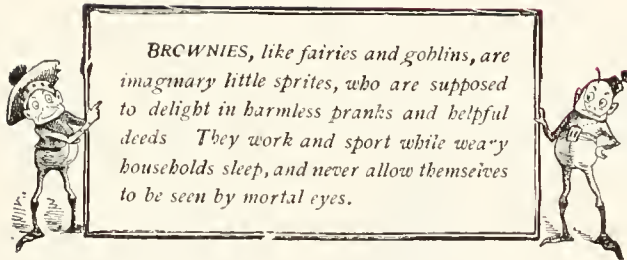 BROWNIES, like fairies and goblins, are
imaginary little sprites, who are supposed
to delight in harmless pranks and helpful
deeds They work and sport while weary
households sleep, and never allow themselves
to be seen by mortal eyes.